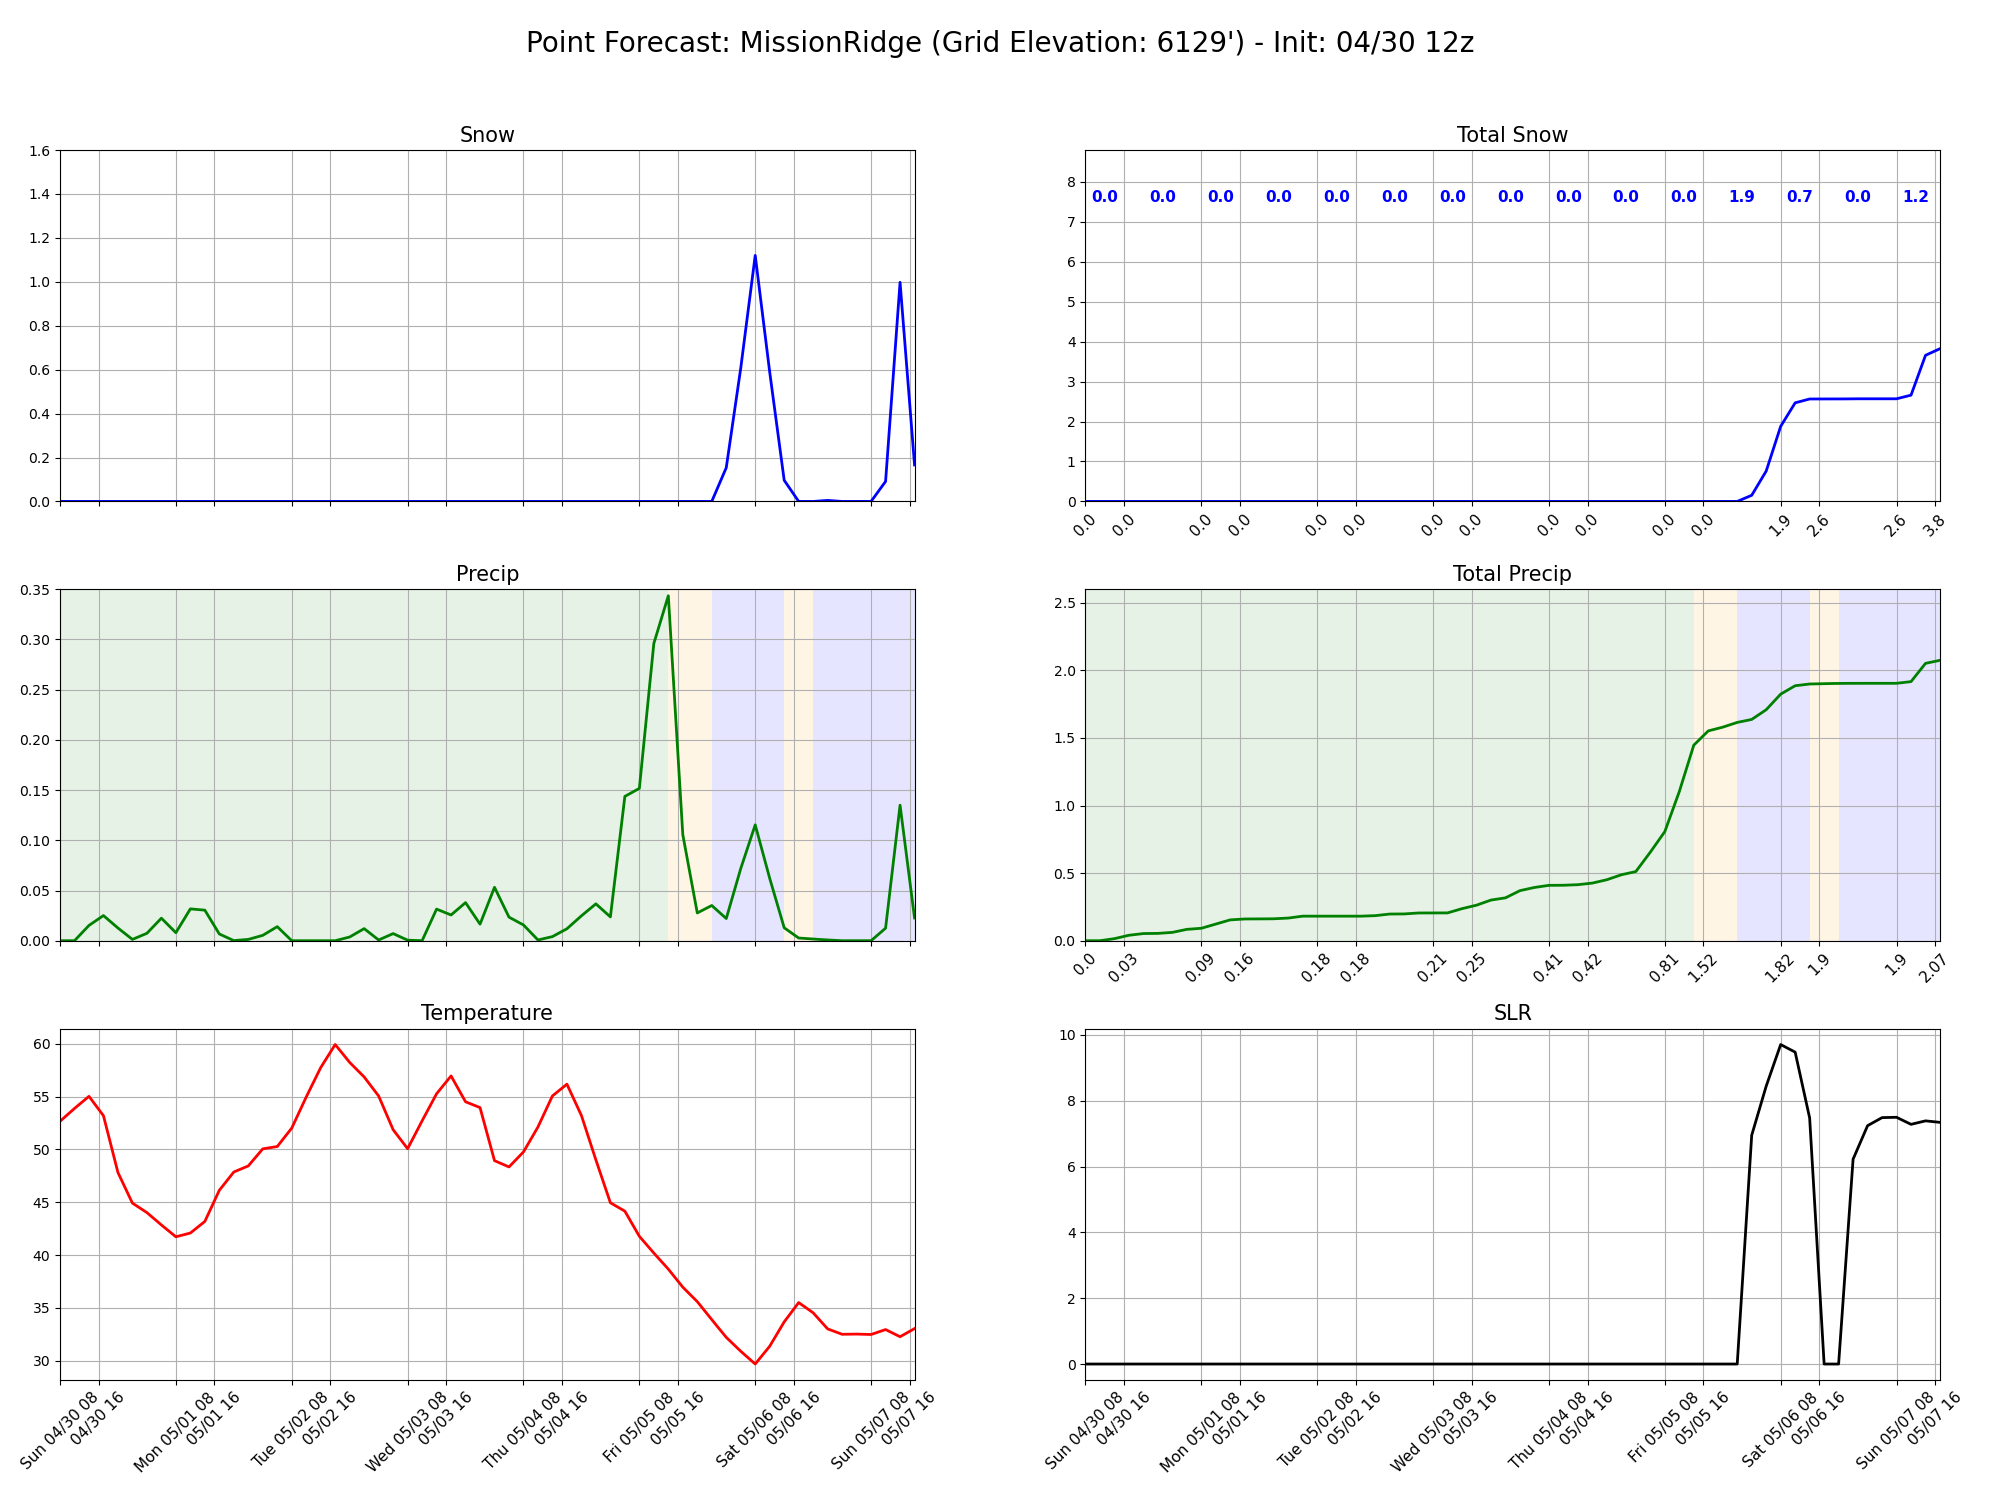 Point Forecast: MissionRidge (Grid Elevation: 6129') - Init: 04/30 12z
Snow
1.6
1.4
1.2
1.0
0.8
0.6
0.4
0.2
0.0
Total Snow
8
7
6
5
4
3
2
1
0
0.0 0.0 0.0 0.0 0.0 0.0 0.0 0.0 0.0 0.0 0.0 1.9 0.7 0.0 1.2
0.0 0.0 0.0 0.0 0.0 0.0 0.0 0.0 0.0 0.0 0.0 0.0 1.9 2.6 2.6 3.8
Precip
0.35
0.30
0.25
0.20
0.15
0.10
0.05
0.00
Total Precip
2.5
2.0
1.5
1.0
0.5
0.0
0.0 0.03 0.09 0.16 0.18 0.18 0.21 0.25 0.41 0.42 0.81 1.52 1.82 1.9 1.9 2.07
Temperature
60
55
50
45
40
35
30
Sun 04/30 08
04/30 16
Mon 05/01 08
05/01 16
Tue 05/02 08
05/02 16
Wed 05/03 08
05/03 16
Thu 05/04 08
05/04 16
Fri 05/05 08
05/05 16
Sat 05/06 08
05/06 16
Sun 05/07 08
05/07 16
SLR
10
8
6
4
2
0
Sun 04/30 08
04/30 16
Mon 05/01 08
05/01 16
Tue 05/02 08
05/02 16
Wed 05/03 08
05/03 16
Thu 05/04 08
05/04 16
Fri 05/05 08
05/05 16
Sat 05/06 08
05/06 16
Sun 05/07 08
05/07 16